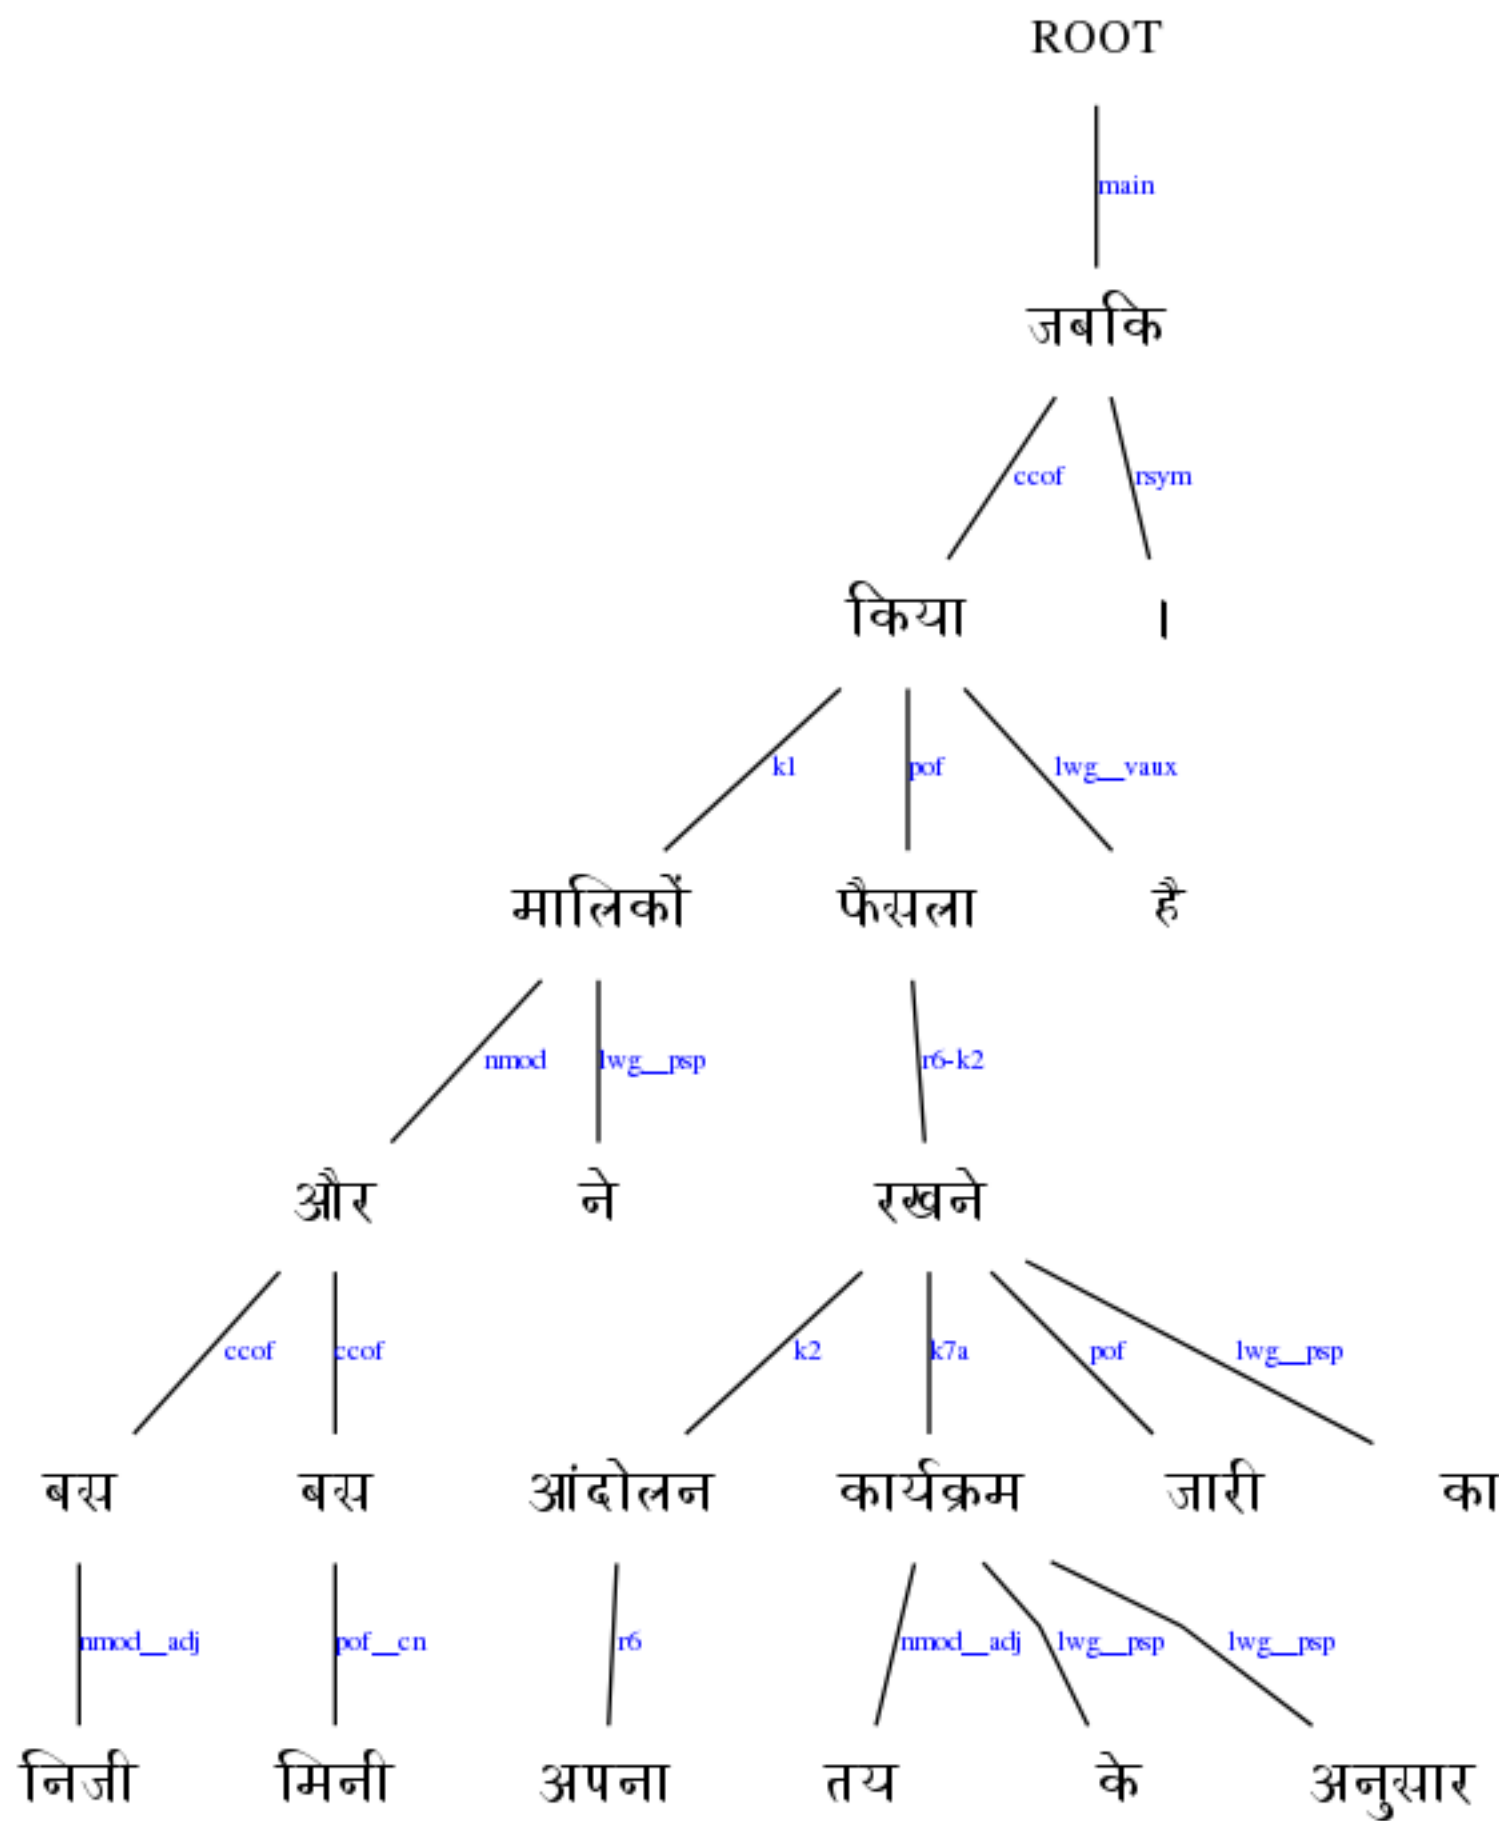 ROOT
main
जबकि
ccof rsym
किया ।
k1 pof lwg__vaux
मालिकों फैसला है
nmod lwg__psp r6-k2
और ने रखने
ccof ccof k2 k7a pof lwg__psp
बस बस आंदोलन कार्यक्रम जारी का
nmod__adj pof__cn r6 nmod__adj lwg__psp lwg__psp
निजी मिनी अपना तय के अनुसार